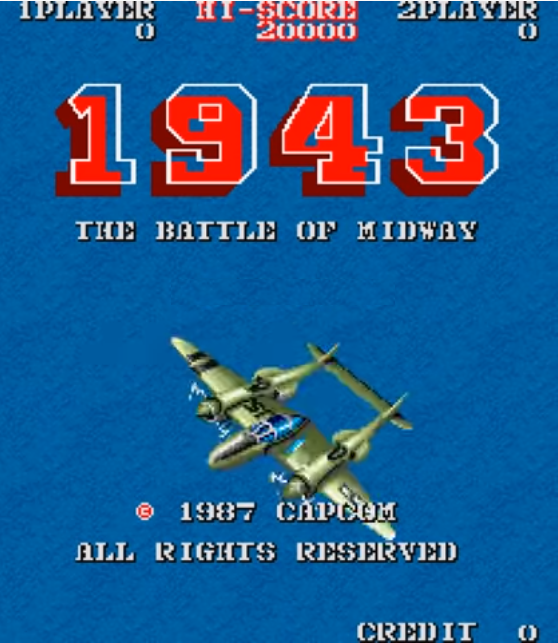 1PLAYER HI-SCORE 2PLAYER
0 20000 0
1943
THE BATTLE OF MIDWAY
© 1987 CAPCOM
ALL RIGHTS RESERVED
CREDIT 0